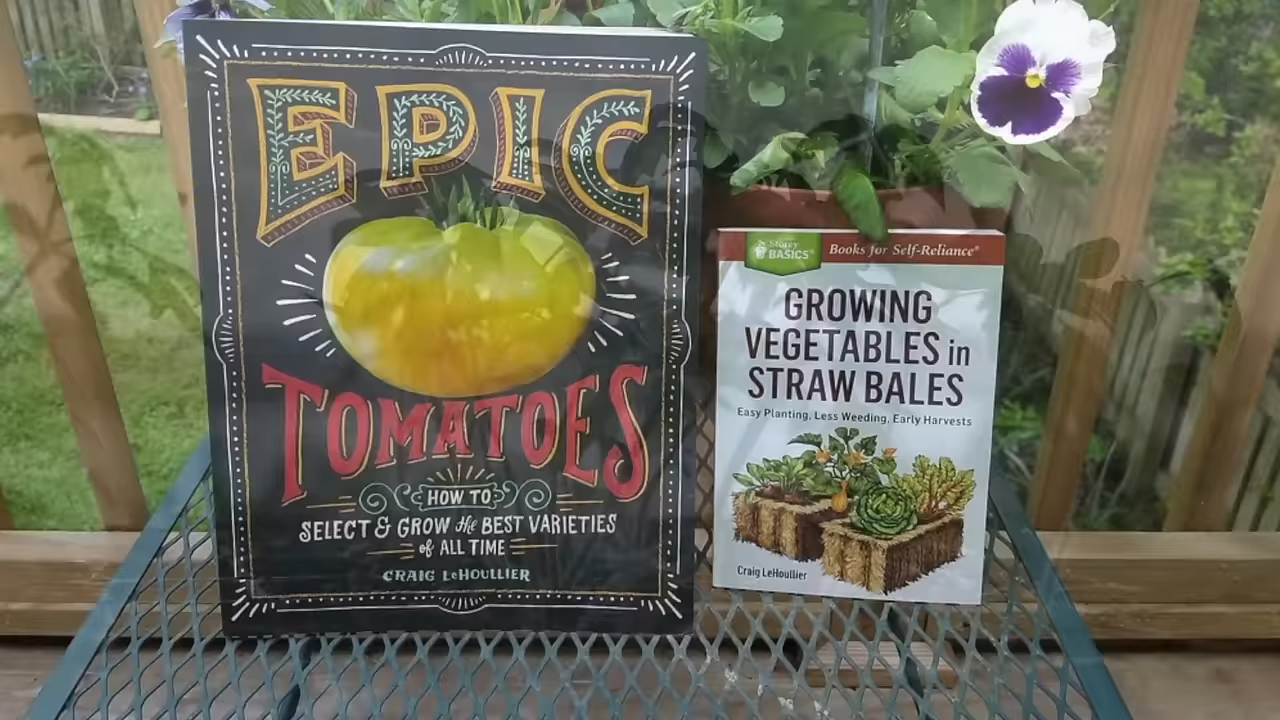 EPIC
TOMATOES
HOW TO
SELECT & GROW the BEST VARIETIES
of ALL TIME
CRAIG LeHOULLIER
Storey
BASICS®
Books for Self-Reliance®
GROWING
VEGETABLES in
STRAW BALES
Easy Planting, Less Weeding, Early Harvests
Craig LeHoullier